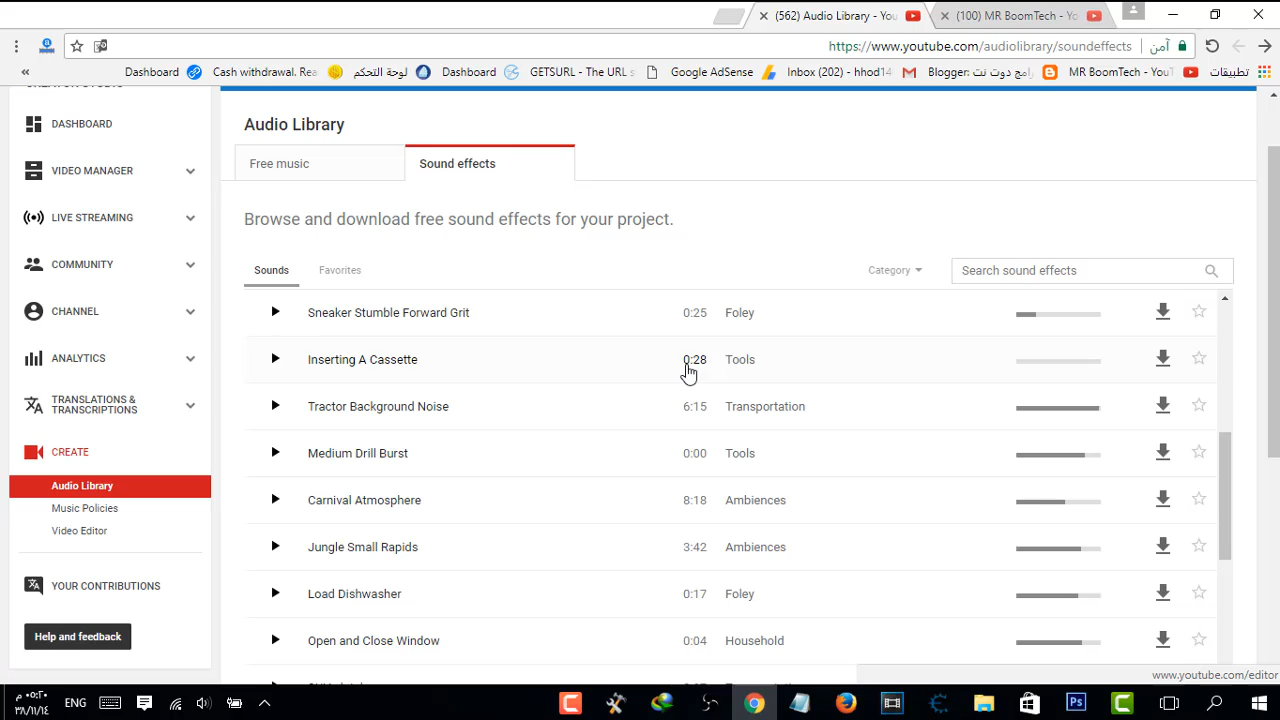 (562) Audio Library - You
(100) MR BoomTech - Yo
https://www.youtube.com/audiolibrary/soundeffects
آمن
Dashboard
Cash withdrawal. Rea
لوحة التحكم
Dashboard
GETSURL - The URL s
Google AdSense
Inbox (202) - hhod14
Blogger: رامج دوت نت
MR BoomTech - YouT
تطبيقات
DASHBOARD
VIDEO MANAGER
LIVE STREAMING
COMMUNITY
CHANNEL
ANALYTICS
TRANSLATIONS &
TRANSCRIPTIONS
CREATE
Audio Library
Music Policies
Video Editor
YOUR CONTRIBUTIONS
Help and feedback
Audio Library
Free music
Sound effects
Browse and download free sound effects for your project.
Sounds
Favorites
Category
Search sound effects
Sneaker Stumble Forward Grit 0:25 Foley
Inserting A Cassette 0:28 Tools
Tractor Background Noise 6:15 Transportation
Medium Drill Burst 0:00 Tools
Carnival Atmosphere 8:18 Ambiences
Jungle Small Rapids 3:42 Ambiences
Load Dishwasher 0:17 Foley
Open and Close Window 0:04 Household
www.youtube.com/editor
ENG
Ps